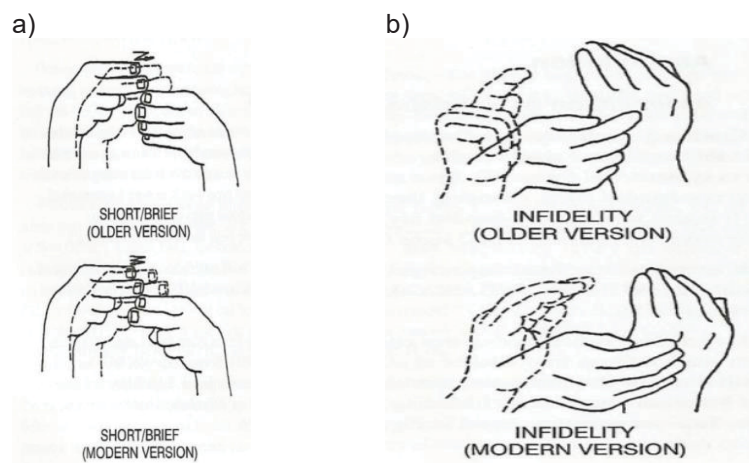 a)
b)
SHORT/BRIEF
(OLDER VERSION)
INFIDELITY
(OLDER VERSION)
SHORT/BRIEF
(MODERN VERSION)
INFIDELITY
(MODERN VERSION)